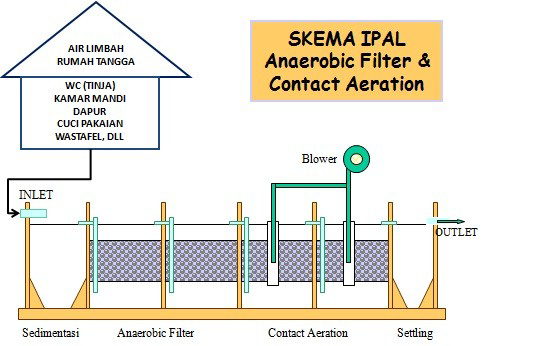 SKEMA IPAL
Anaerobic Filter &
Contact Aeration
AIR LIMBAH
RUMAH TANGGA
WC (TINJA)
KAMAR MANDI
DAPUR
CUCI PAKAIAN
WASTAFEL, DLL
Blower
INLET
OUTLET
Sedimentasi
Anaerobic Filter
Contact Aeration
Settling